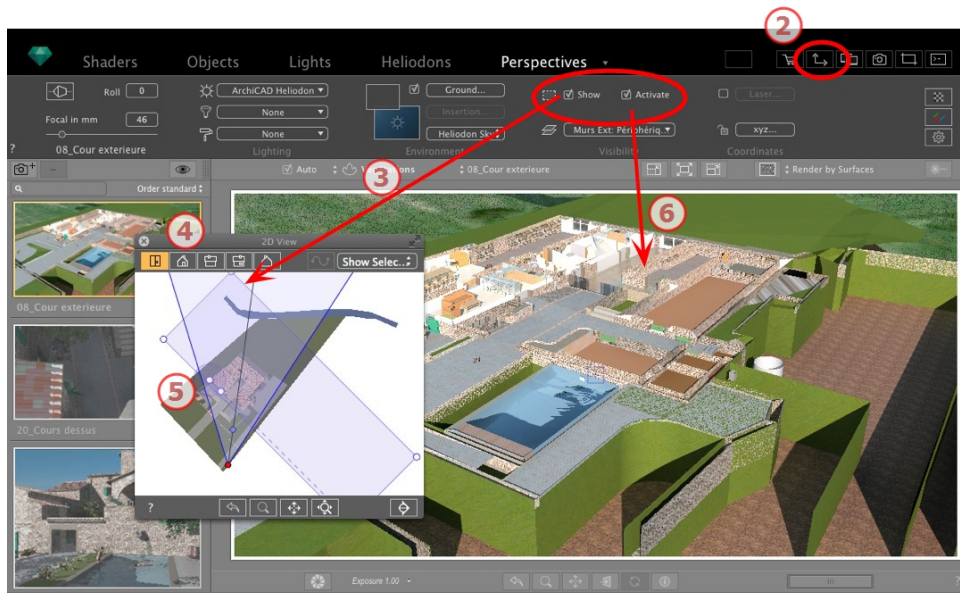 2
Shaders Objects Lights Heliodons Perspectives
Roll 0
Focal in mm 46
? 08_Cour exterieure
ArchiCAD Heliodon
None
None
Lighting
Ground...
Insertion...
Heliodon Sky
Environment
Show Activate
Murs Ext: Périphériq.
Visibility
Laser...
xyz...
Coordinates
Order standard
Auto
08_Cour exterieure
Render by Surfaces
3
4
5
6
2D View
Show Selec..
?
08_Cour exterieure
20_Cours dessus
Exposure 1.00
?